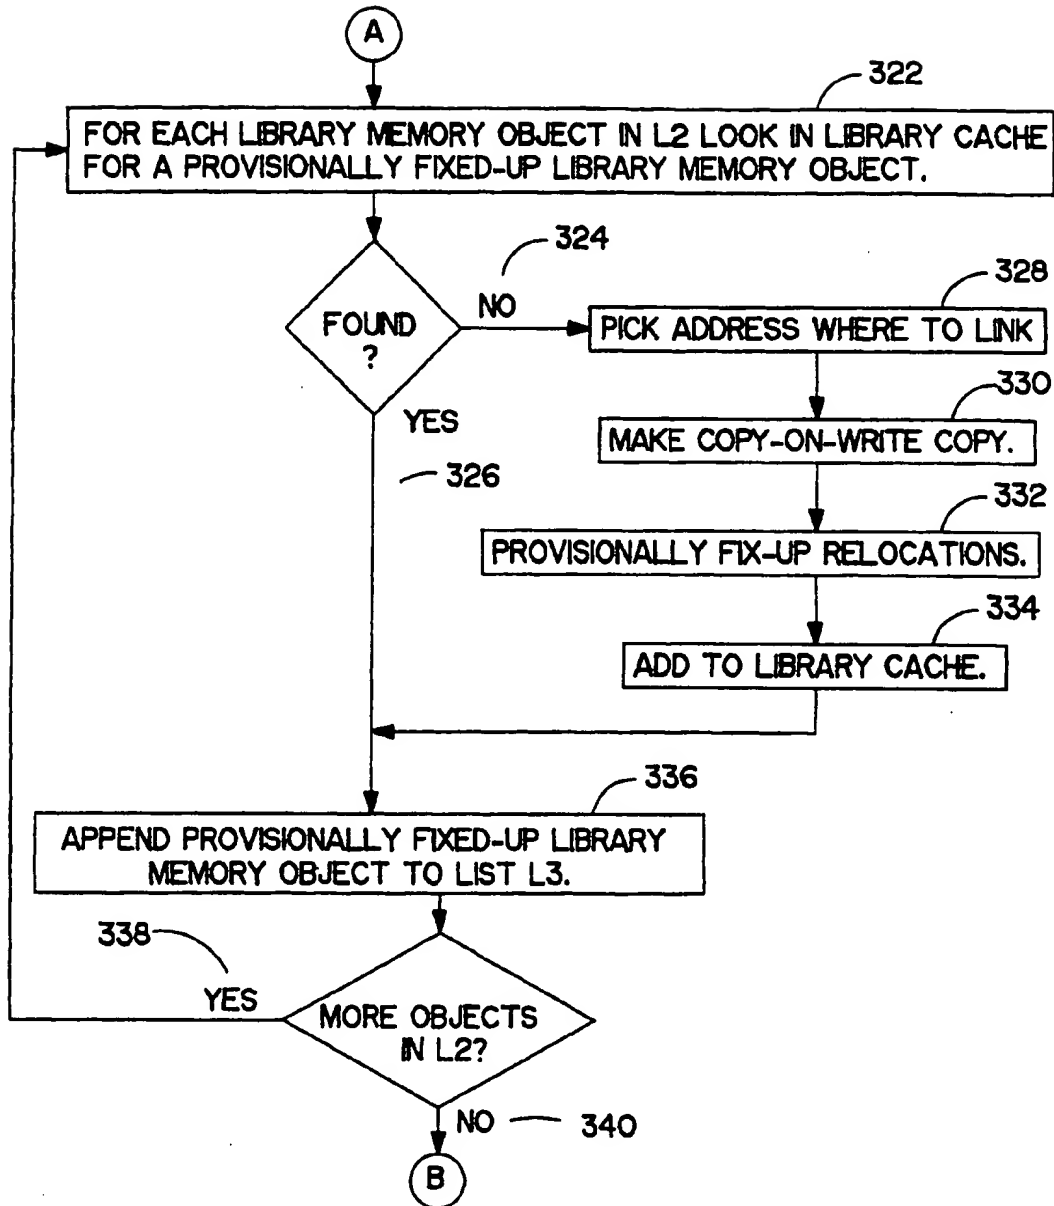 A
322
FOR EACH LIBRARY MEMORY OBJECT IN L2 LOOK IN LIBRARY CACHE
FOR A PROVISIONALLY FIXED-UP LIBRARY MEMORY OBJECT.
324
328
NO
FOUND
?
PICK ADDRESS WHERE TO LINK
330
YES
MAKE COPY-ON-WRITE COPY.
326
332
PROVISIONALLY FIX-UP RELOCATIONS.
334
ADD TO LIBRARY CACHE.
336
APPEND PROVISIONALLY FIXED-UP LIBRARY
MEMORY OBJECT TO LIST L3.
338
YES
MORE OBJECTS
IN L2?
NO
340
B